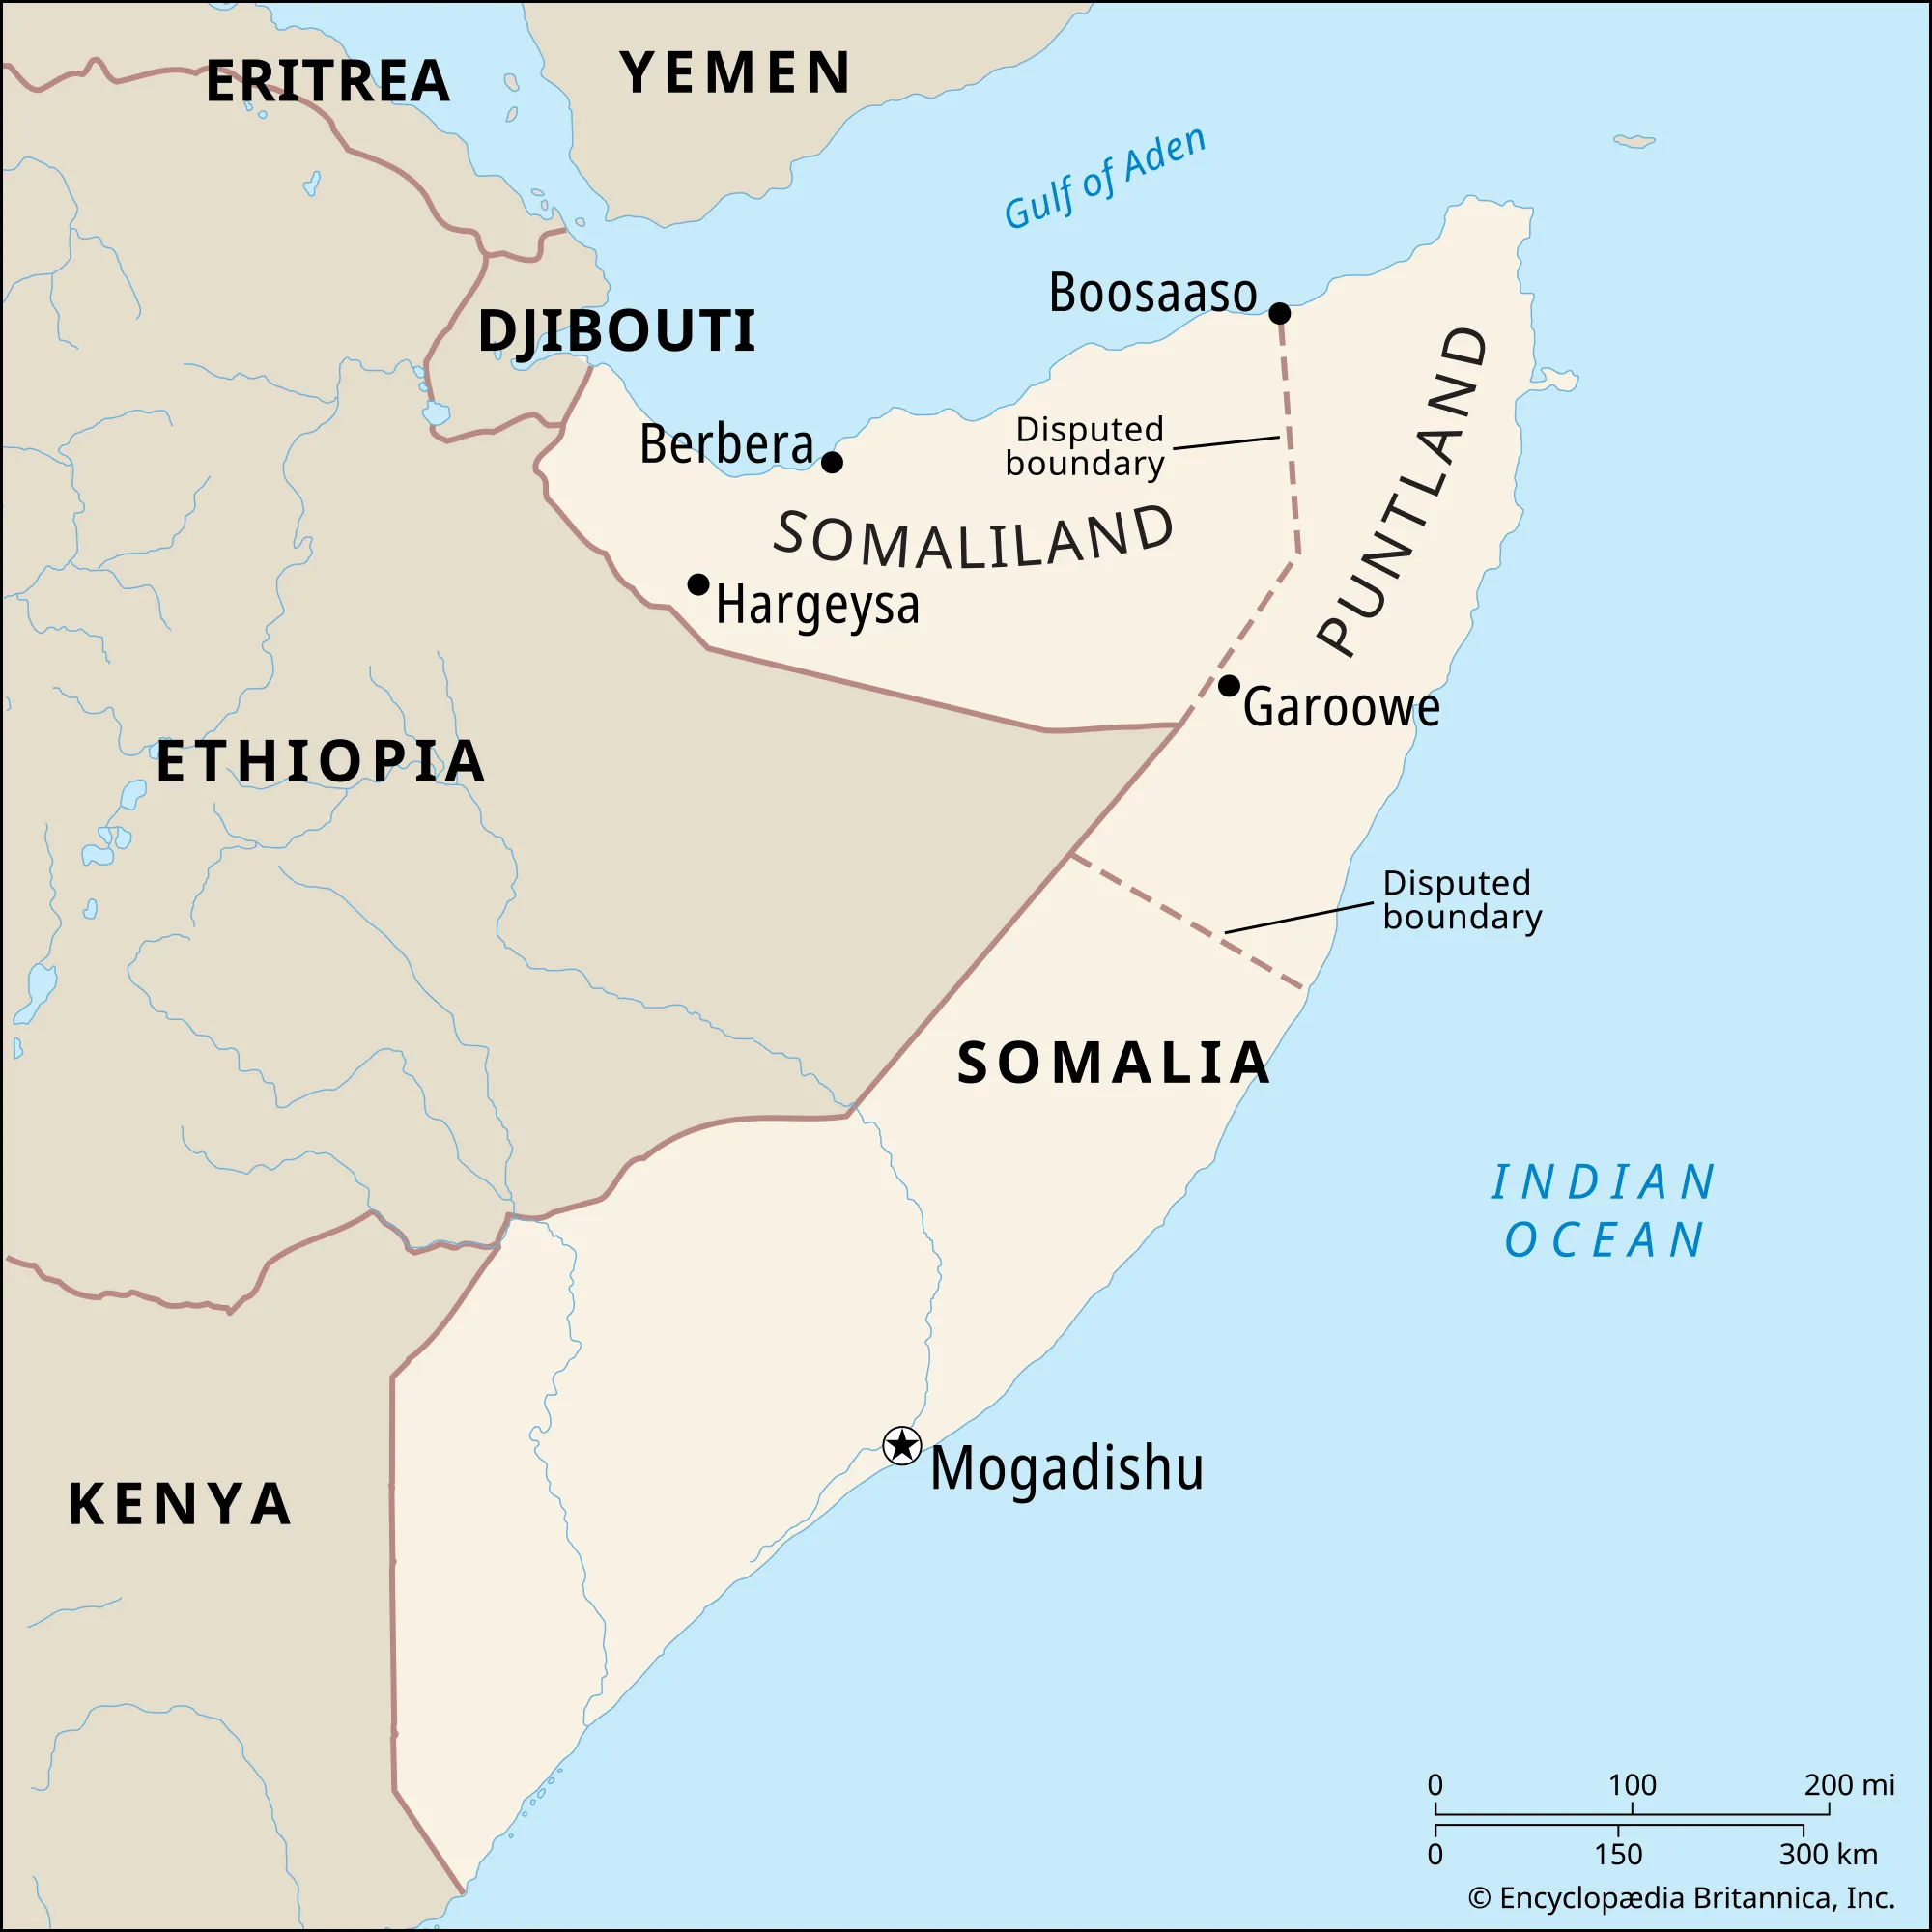 ERITREA
YEMEN
Gulf of Aden
Boosaaso
DJIBOUTI
Berbera
Disputed
boundary
PUNTLAND
SOMALILAND
Hargeysa
Garoowe
ETHIOPIA
Disputed
boundary
SOMALIA
INDIAN
OCEAN
Mogadishu
KENYA
0 100 200 mi
0 150 300 km
© Encyclopædia Britannica, Inc.